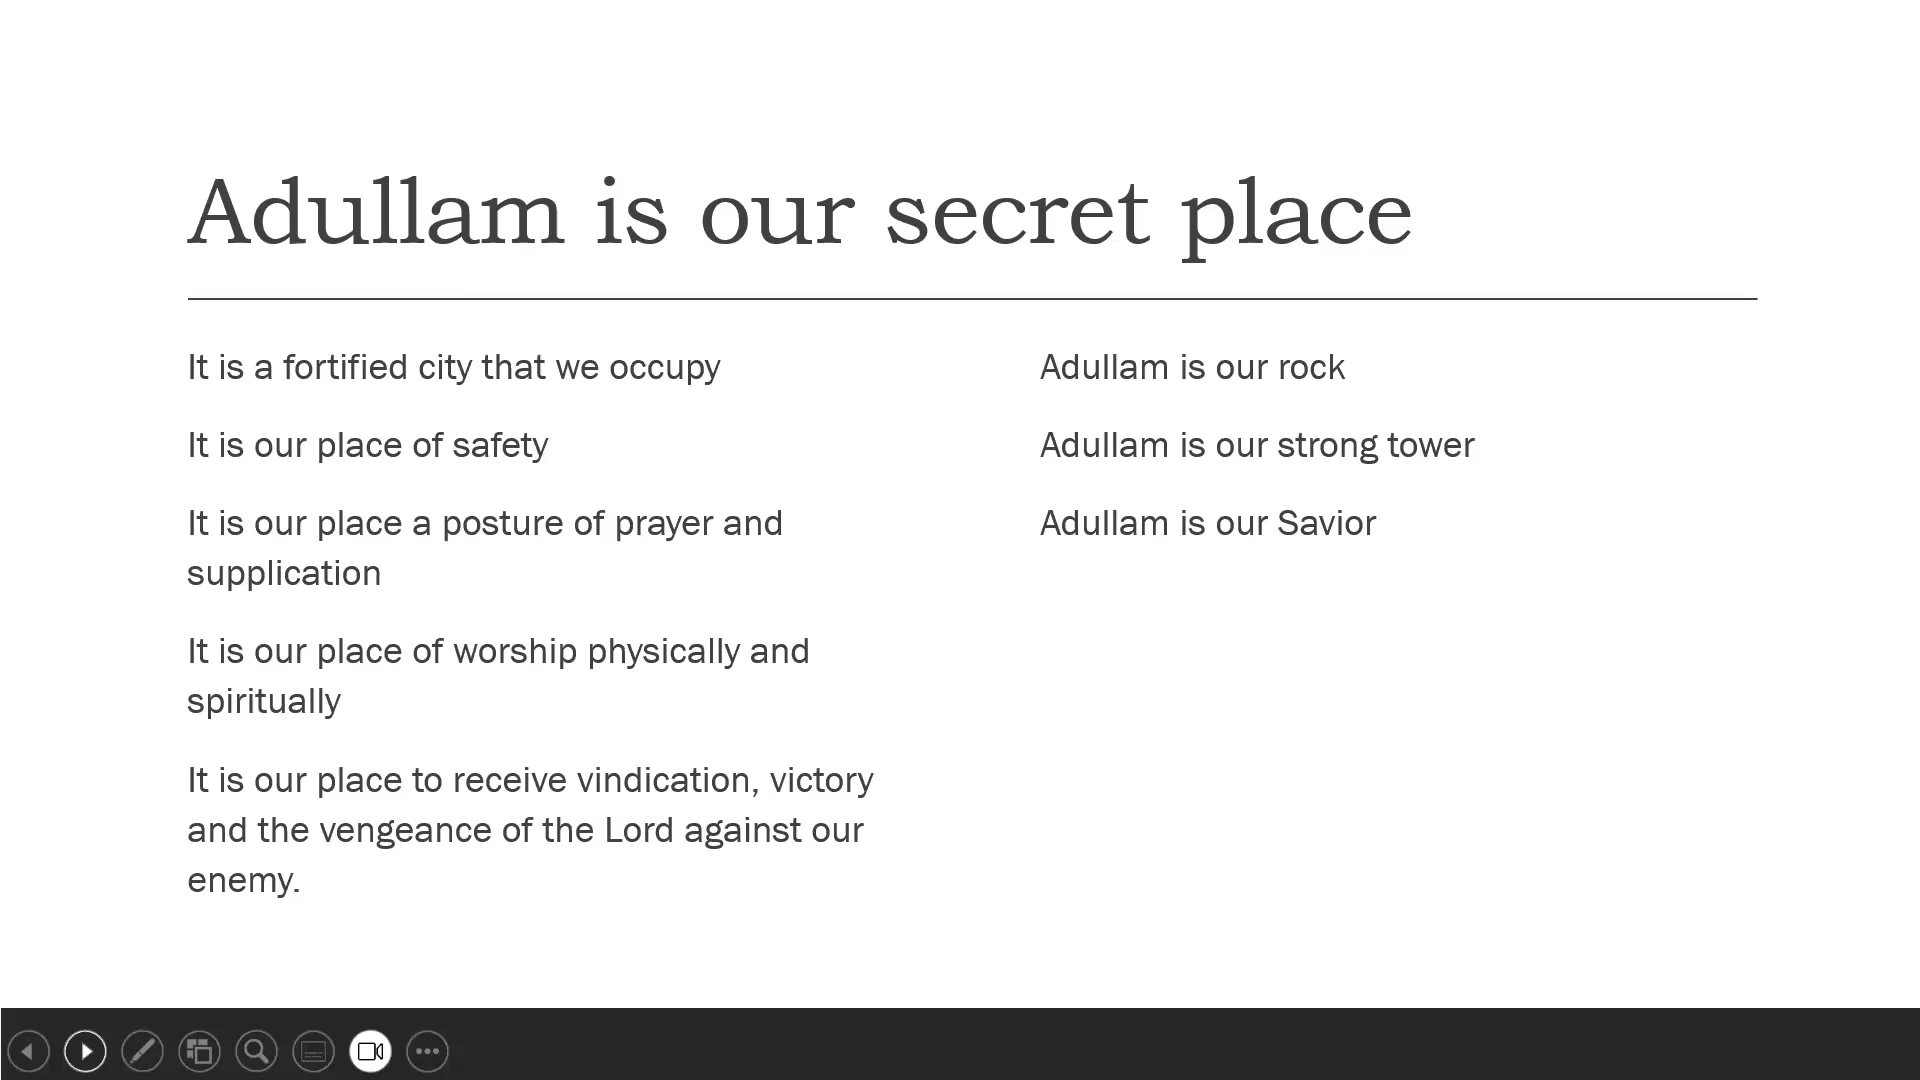 Adullam is our secret place
It is a fortified city that we occupy
It is our place of safety
It is our place a posture of prayer and
supplication
It is our place of worship physically and
spiritually
It is our place to receive vindication, victory
and the vengeance of the Lord against our
enemy.
Adullam is our rock
Adullam is our strong tower
Adullam is our Savior